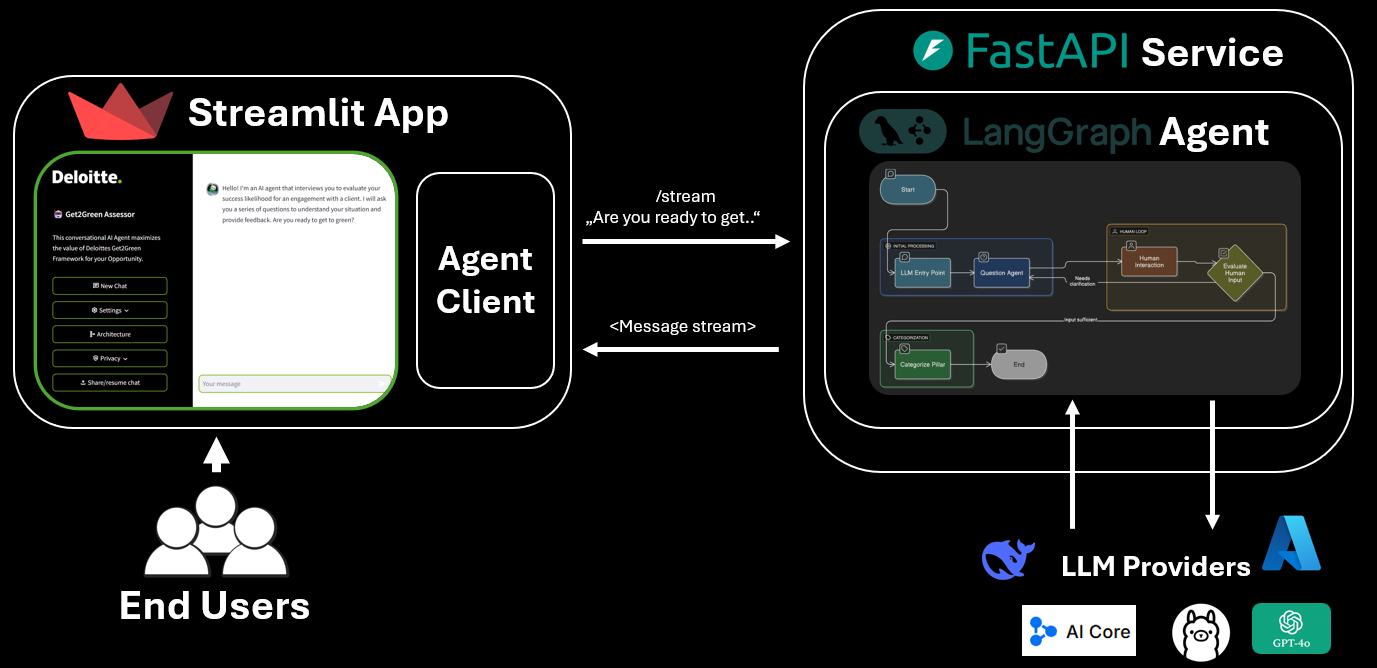 FastAPI Service
Streamlit App
LangGraph Agent
Deloitte.
Get2Green Assessor
This conversational AI Agent maximizes
the value of Deloittes Get2Green
Framework for your Opportunity.
New Chat
Settings
Architecture
Privacy
Share/resume chat
Hello! I'm an AI agent that interviews you to evaluate your
success likelihood for an engagement with a client. I will ask
you a series of questions to understand your situation and
provide feedback. Are you ready to get to green?
Your message
Agent
Client
/stream
„Are you ready to get..“
<Message stream>
Start
INITIAL PROCESSING
LLM Entry Point
Question Agent
HUMAN LOOP
Human
Interaction
Evaluate
Human
Input
Needs
clarification
Input sufficient
CATEGORIZATION
Categorize Pillar
End
End Users
LLM Providers
AI Core
GPT-4o